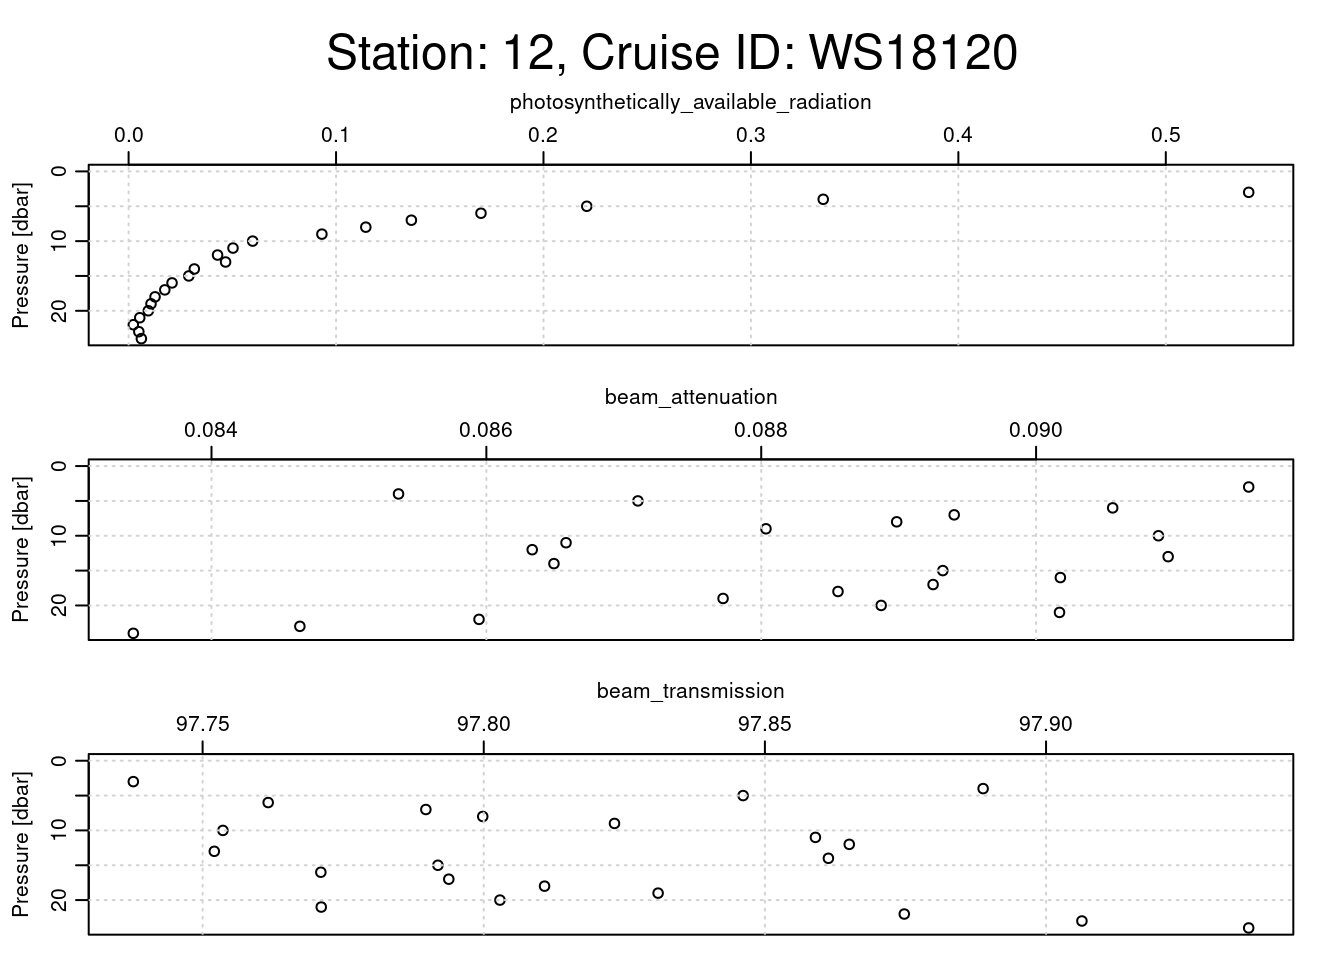 Station: 12, Cruise ID: WS18120
photosynthetically_available_radiation
0.0 0.1 0.2 0.3 0.4 0.5
Pressure [dbar]
0
10
20
beam_attenuation
0.084 0.086 0.088 0.090
Pressure [dbar]
0
10
20
beam_transmission
97.75 97.80 97.85 97.90
Pressure [dbar]
0
10
20